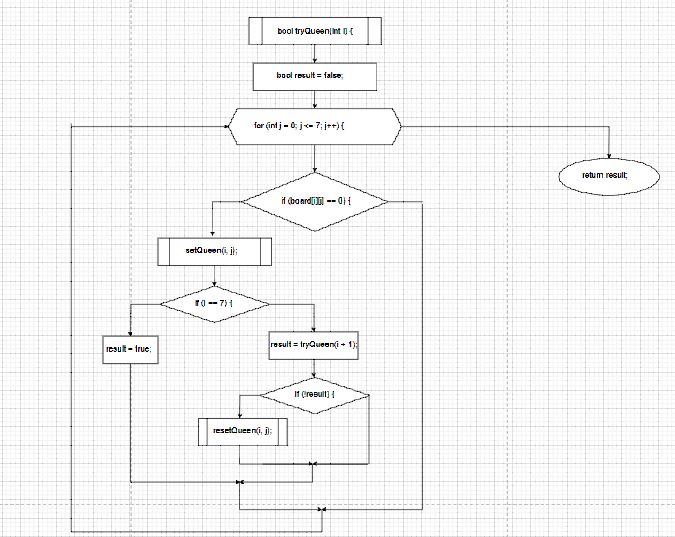 bool tryQueen(int i) {
bool result = false;
for (int j = 0; j <= 7; j++) {
return result;
if (board[i][j] == 0) {
setQueen(i, j);
if (i == 7) {
result = true;
result = tryQueen(i + 1);
if (!result) {
resetQueen(i, j);